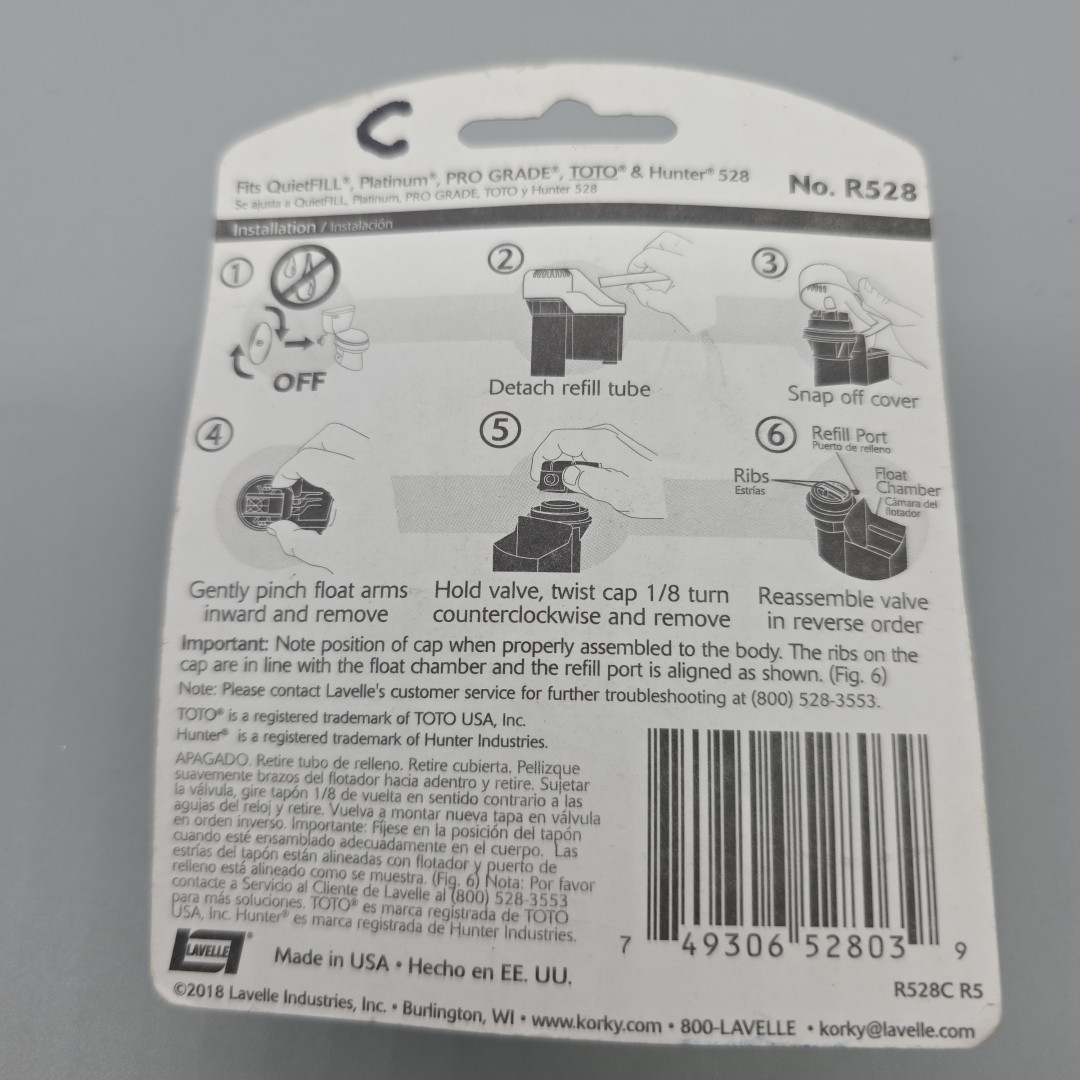 C
Fits QuietFILL®, Platinum®, PRO GRADE®, TOTO® & Hunter® 528
Se ajusta a QuietFILL, Platinum, PRO GRADE, TOTO y Hunter 528
No. R528
Installation / Instalación
1
OFF
2
Detach refill tube
3
Snap off cover
4
Gently pinch float arms
inward and remove
5
Hold valve, twist cap 1/8 turn
counterclockwise and remove
6
Refill Port
Puerto de relleno
Ribs
Estrías
Float
Chamber
/ Cámara del
flotador
Reassemble valve
in reverse order
Important: Note position of cap when properly assembled to the body. The ribs on the
cap are in line with the float chamber and the refill port is aligned as shown. (Fig. 6)
Note: Please contact Lavelle's customer service for further troubleshooting at (800) 528-3553.
TOTO® is a registered trademark of TOTO USA, Inc.
Hunter® is a registered trademark of Hunter Industries.
APAGADO. Retire tubo de relleno. Retire cubierta. Pellizque
suavemente brazos del flotador hacia adentro y retire. Sujetar
la válvula, gire tapón 1/8 de vuelta en sentido contrario a las
agujas del reloj y retire. Vuelva a montar nueva tapa en válvula
en orden inverso. Importante: Fíjese en la posición del tapón
cuando esté ensamblado adecuadamente en el cuerpo. Las
estrías del tapón están alineadas con flotador y puerto de
relleno está alineado como se muestra. (Fig. 6) Nota: Por favor
contacte a Servicio al Cliente de Lavelle al (800) 528-3553
para más soluciones. TOTO® es marca registrada de TOTO
USA, Inc. Hunter® es marca registrada de Hunter Industries.
7 49306 52803 9
LAVELLE®
Made in USA • Hecho en EE. UU.
R528C R5
©2018 Lavelle Industries, Inc. • Burlington, WI • www.korky.com • 800-LAVELLE • korky@lavelle.com